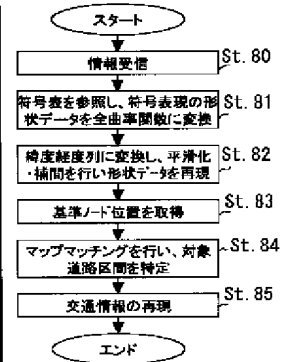 スタート
情報受信
St. 80
符号表を参照し、符号表現の形
状データを全曲率関数に変換
St. 81
緯度経度列に変換し、平滑化
・補間を行い形状データを再現
St. 82
基準ノード位置を取得
St. 83
マップマッチングを行い、対象
道路区間を特定
St. 84
交通情報の再現
St. 85
エンド